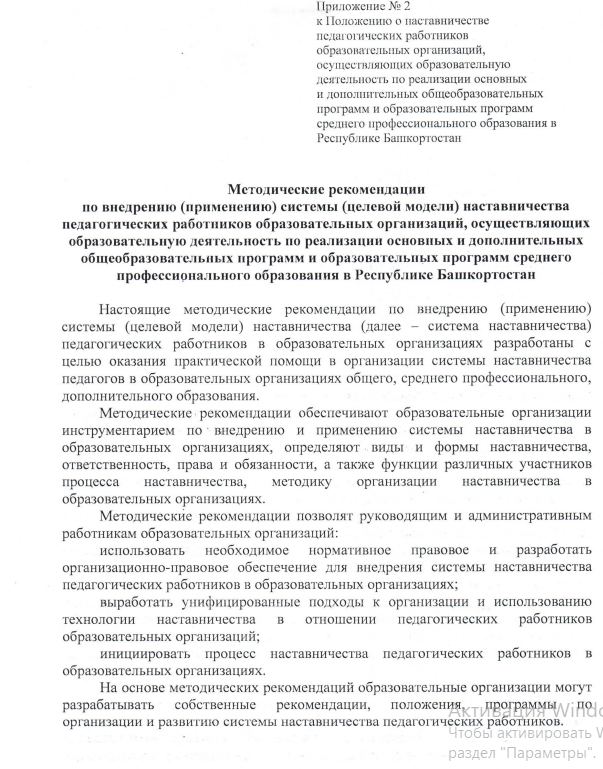 Приложение № 2
к Положению о наставничестве
педагогических работников
образовательных организаций,
осуществляющих образовательную
деятельность по реализации основных
и дополнительных общеобразовательных
программ и образовательных программ
среднего профессионального образования в
Республике Башкортостан
Методические рекомендации
по внедрению (применению) системы (целевой модели) наставничества
педагогических работников образовательных организаций, осуществляющих
образовательную деятельность по реализации основных и дополнительных
общеобразовательных программ и образовательных программ среднего
профессионального образования в Республике Башкортостан
Настоящие методические рекомендации по внедрению (применению)
системы (целевой модели) наставничества (далее – система наставничества)
педагогических работников в образовательных организациях разработаны с
целью оказания практической помощи в организации системы наставничества
педагогов в образовательных организациях общего, среднего профессионального,
дополнительного образования.
Методические рекомендации обеспечивают образовательные организации
инструментарием по внедрению и применению системы наставничества в
образовательных организациях, определяют виды и формы наставничества,
ответственность, права и обязанности, а также функции различных участников
процесса наставничества, методику организации наставничества в
образовательных организациях.
Методические рекомендации позволят руководящим и административным
работникам образовательных организаций:
использовать необходимое нормативное правовое и разработать
организационно-правовое обеспечение для внедрения системы наставничества
педагогических работников в образовательных организациях;
выработать унифицированные подходы к организации и использованию
технологии наставничества в отношении педагогических работников
образовательных организаций;
инициировать процесс наставничества педагогических работников в
образовательных организациях.
На основе методических рекомендаций образовательные организации могут
разрабатывать собственные рекомендации, положения, программы по
организации и развитию системы наставничества педагогических работников.
Активация Windo
Чтобы активировать W
раздел "Параметры".